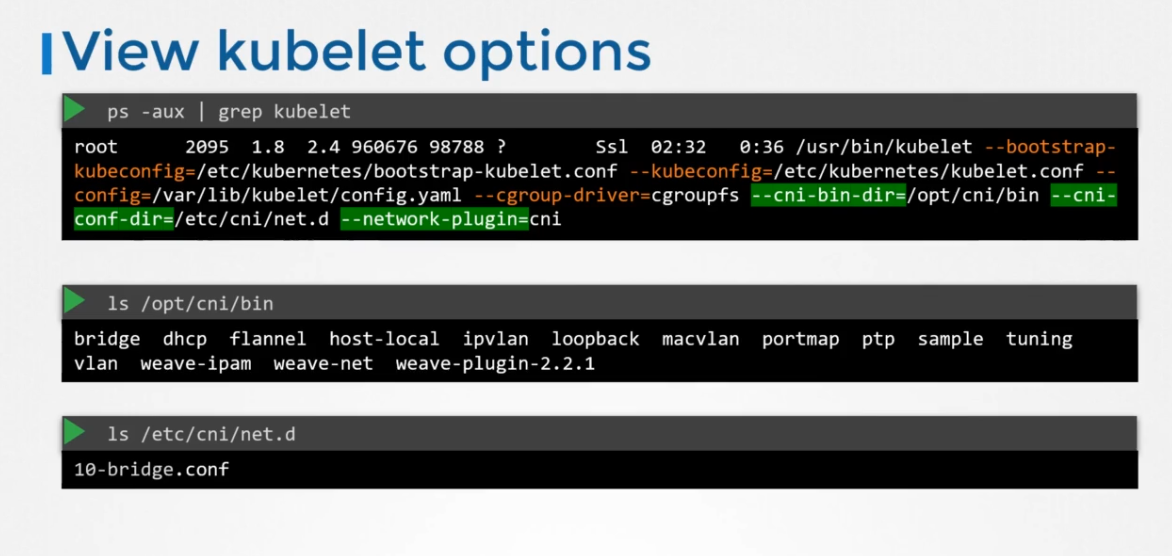 View kubelet options
ps -aux | grep kubelet
root      2095  1.8  2.4 960676 98788 ?        Ssl  02:32   0:36 /usr/bin/kubelet --bootstrap-
kubeconfig=/etc/kubernetes/bootstrap-kubelet.conf --kubeconfig=/etc/kubernetes/kubelet.conf --
config=/var/lib/kubelet/config.yaml --cgroup-driver=cgroupfs --cni-bin-dir=/opt/cni/bin --cni-
conf-dir=/etc/cni/net.d --network-plugin=cni
ls /opt/cni/bin
bridge  dhcp  flannel  host-local  ipvlan  loopback  macvlan  portmap  ptp  sample  tuning
vlan  weave-ipam  weave-net  weave-plugin-2.2.1
ls /etc/cni/net.d
10-bridge.conf